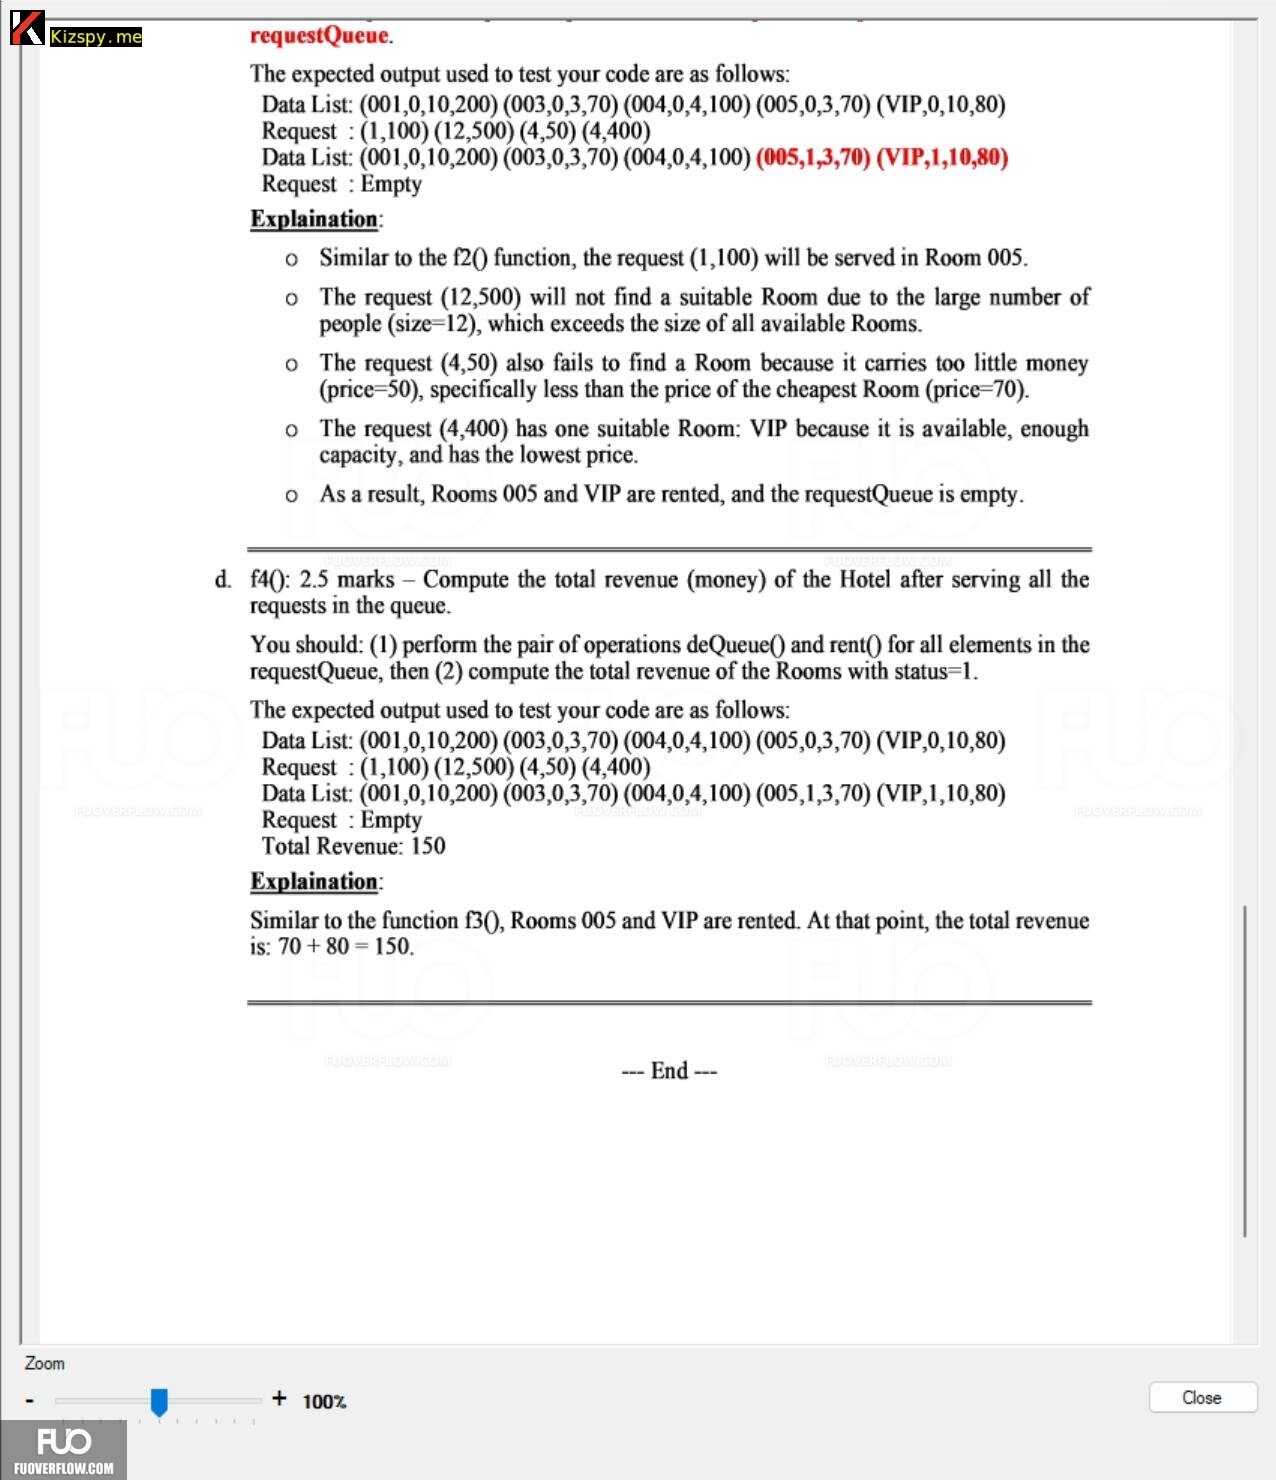 Kizspy.me
requestQueue.
The expected output used to test your code are as follows:
Data List: (001,0,10,200) (003,0,3,70) (004,0,4,100) (005,0,3,70) (VIP,0,10,80)
Request : (1,100) (12,500) (4,50) (4,400)
Data List: (001,0,10,200) (003,0,3,70) (004,0,4,100) (005,1,3,70) (VIP,1,10,80)
Request : Empty
Explaination:
o Similar to the f2() function, the request (1,100) will be served in Room 005.
o The request (12,500) will not find a suitable Room due to the large number of
people (size=12), which exceeds the size of all available Rooms.
o The request (4,50) also fails to find a Room because it carries too little money
(price=50), specifically less than the price of the cheapest Room (price=70).
o The request (4,400) has one suitable Room: VIP because it is available, enough
capacity, and has the lowest price.
o As a result, Rooms 005 and VIP are rented, and the requestQueue is empty.
FUOVERFLOW.COM FUOVERFLOW.COM
d. f4(): 2.5 marks – Compute the total revenue (money) of the Hotel after serving all the
requests in the queue.
You should: (1) perform the pair of operations deQueue() and rent() for all elements in the
requestQueue, then (2) compute the total revenue of the Rooms with status=1.
The expected output used to test your code are as follows:
Data List: (001,0,10,200) (003,0,3,70) (004,0,4,100) (005,0,3,70) (VIP,0,10,80)
Request : (1,100) (12,500) (4,50) (4,400)
Data List: (001,0,10,200) (003,0,3,70) (004,0,4,100) (005,1,3,70) (VIP,1,10,80)
FUOVERFLOW.COM FUOVERFLOW.COM FUOVERFLOW.COM
Request : Empty
Total Revenue: 150
Explaination:
Similar to the function f3(), Rooms 005 and VIP are rented. At that point, the total revenue
is: 70 + 80 = 150.
FUOVERFLOW.COM FUOVERFLOW.COM
--- End ---
Zoom
- + 100%
Close
FUO
FUOVERFLOW.COM